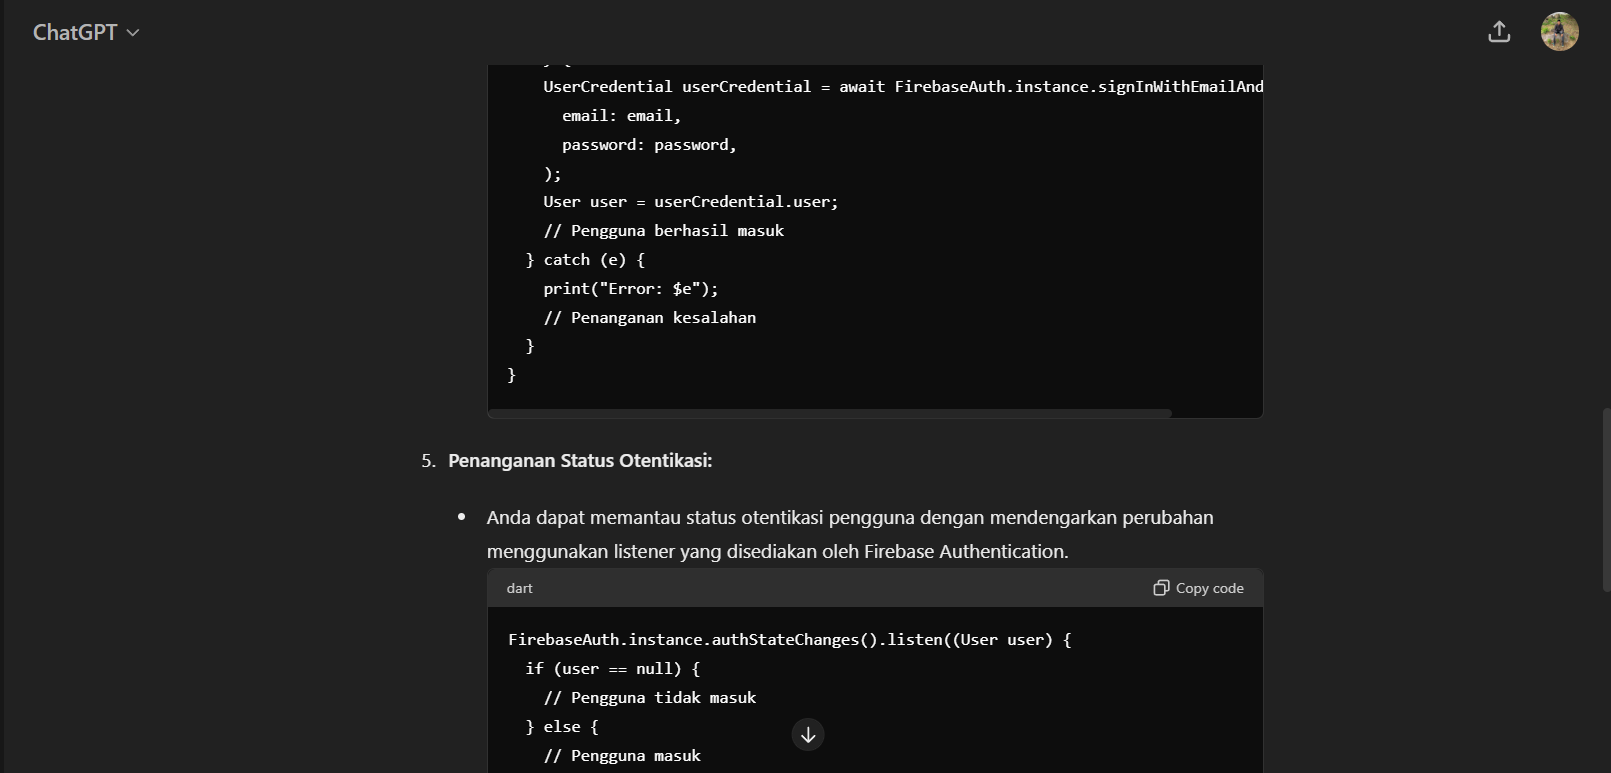 ChatGPT
UserCredential userCredential = await FirebaseAuth.instance.signInWithEmailAnd
email: email,
password: password,
);
User user = userCredential.user;
// Pengguna berhasil masuk
} catch (e) {
print("Error: $e");
// Penanganan kesalahan
}
}
5. Penanganan Status Otentikasi:
• Anda dapat memantau status otentikasi pengguna dengan mendengarkan perubahan
menggunakan listener yang disediakan oleh Firebase Authentication.
dart
Copy code
FirebaseAuth.instance.authStateChanges().listen((User user) {
if (user == null) {
// Pengguna tidak masuk
} else {
// Pengguna masuk